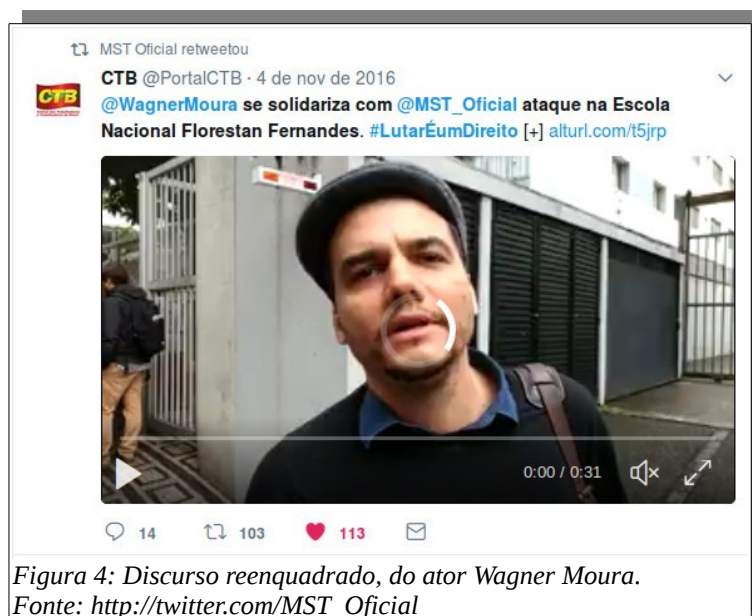 MST Oficial retweetou
CTB @PortalCTB · 4 de nov de 2016
@WagnerMoura se solidariza com @MST_Oficial ataque na Escola
Nacional Florestan Fernandes. #LutarÉumDireito [+] alturl.com/t5jrp
CTB
0:00 / 0:31
14 103 113
Figura 4: Discurso reenquadrado, do ator Wagner Moura.
Fonte: http://twitter.com/MST_Oficial